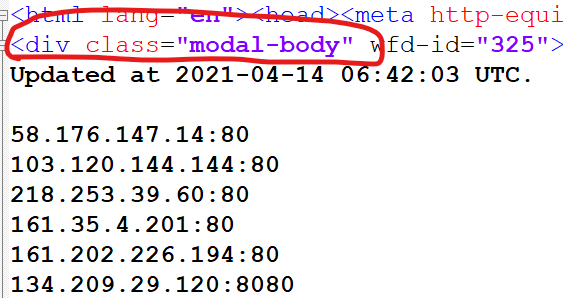 <html lang="en"><head><meta http-equi
<div class="modal-body" wfd-id="325">
Updated at 2021-04-14 06:42:03 UTC.
58.176.147.14:80
103.120.144.144:80
218.253.39.60:80
161.35.4.201:80
161.202.226.194:80
134.209.29.120:8080